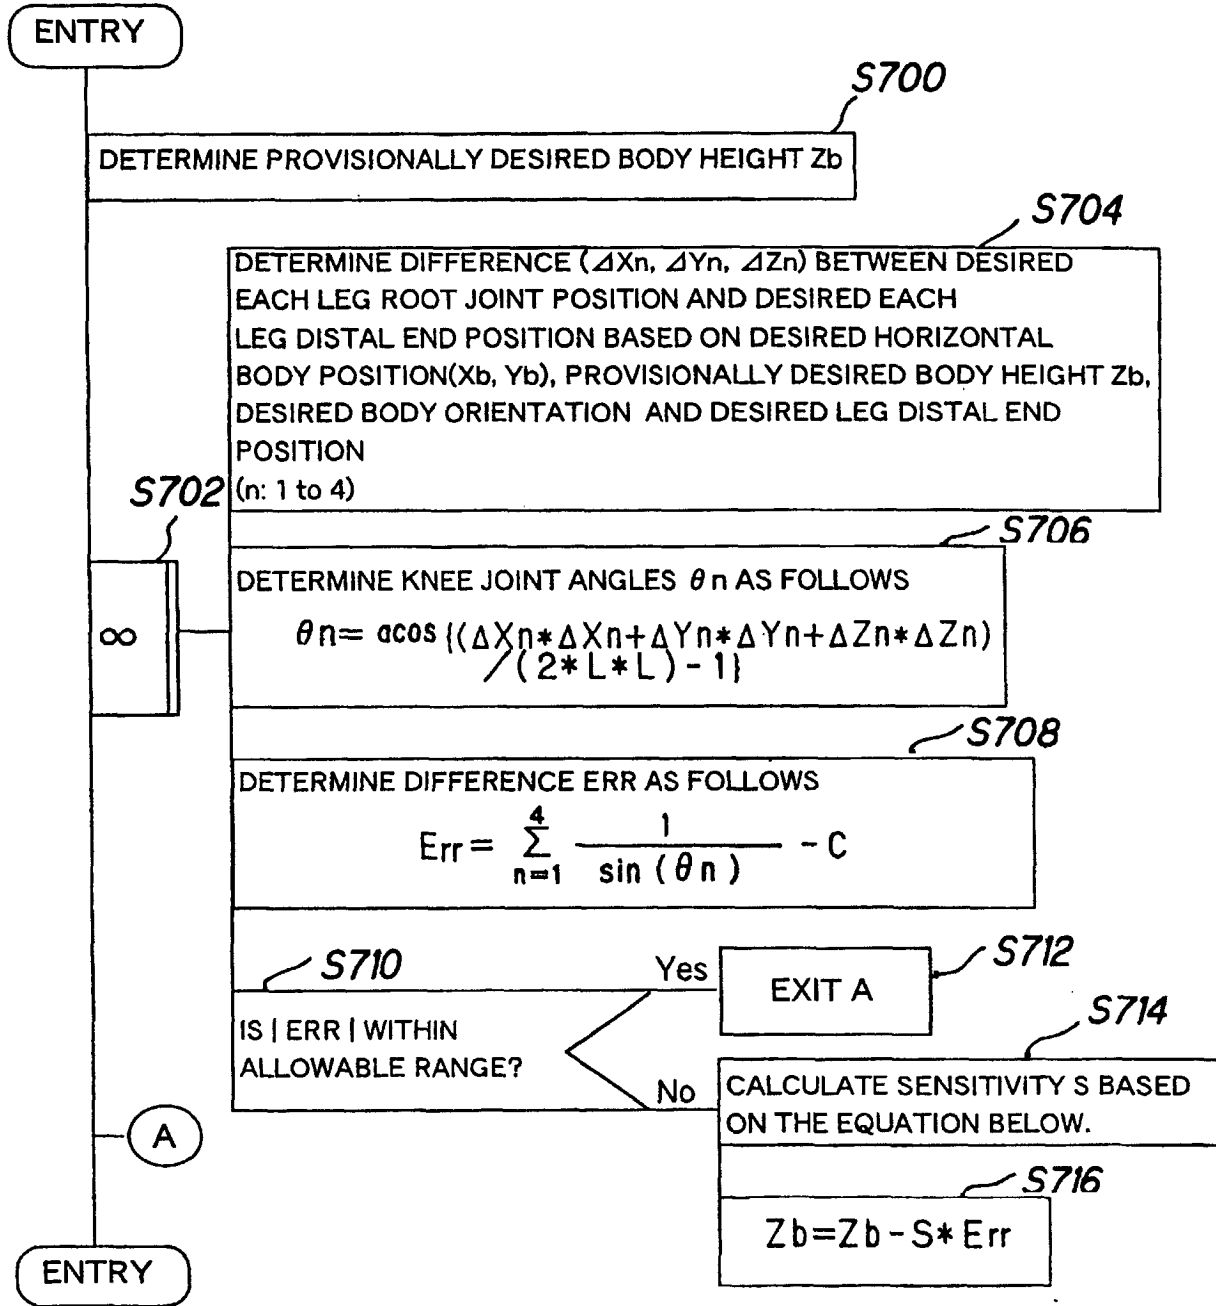 ENTRY
S700
DETERMINE PROVISIONALLY DESIRED BODY HEIGHT Zb
S704
DETERMINE DIFFERENCE (ΔXn, ΔYn, ΔZn) BETWEEN DESIRED
EACH LEG ROOT JOINT POSITION AND DESIRED EACH
LEG DISTAL END POSITION BASED ON DESIRED HORIZONTAL
BODY POSITION(Xb, Yb), PROVISIONALLY DESIRED BODY HEIGHT Zb,
DESIRED BODY ORIENTATION AND DESIRED LEG DISTAL END
POSITION
(n: 1 to 4)
S702
∞
S706
DETERMINE KNEE JOINT ANGLES θn AS FOLLOWS
θn= acos {(ΔXn*ΔXn+ΔYn*ΔYn+ΔZn*ΔZn)
/(2*L*L)-1}
S708
DETERMINE DIFFERENCE ERR AS FOLLOWS
Err = 4 Σ n=1 1 / sin (θn) - C
S710
IS | ERR | WITHIN
ALLOWABLE RANGE?
Yes
EXIT A
S712
No
S714
CALCULATE SENSITIVITY S BASED
ON THE EQUATION BELOW.
S716
Zb=Zb-S* Err
A
ENTRY